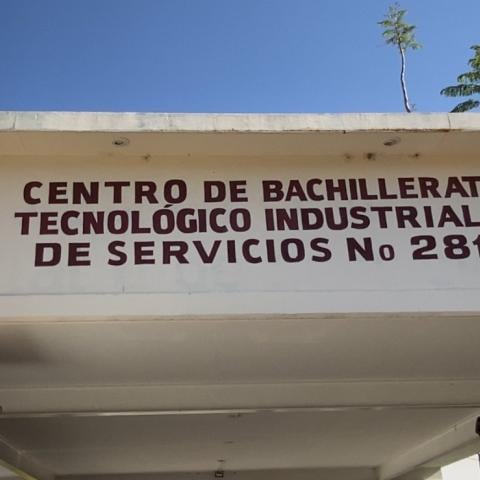 CENTRO DE BACHILLERAT
TECNOLÓGICO INDUSTRIAL
DE SERVICIOS No 281